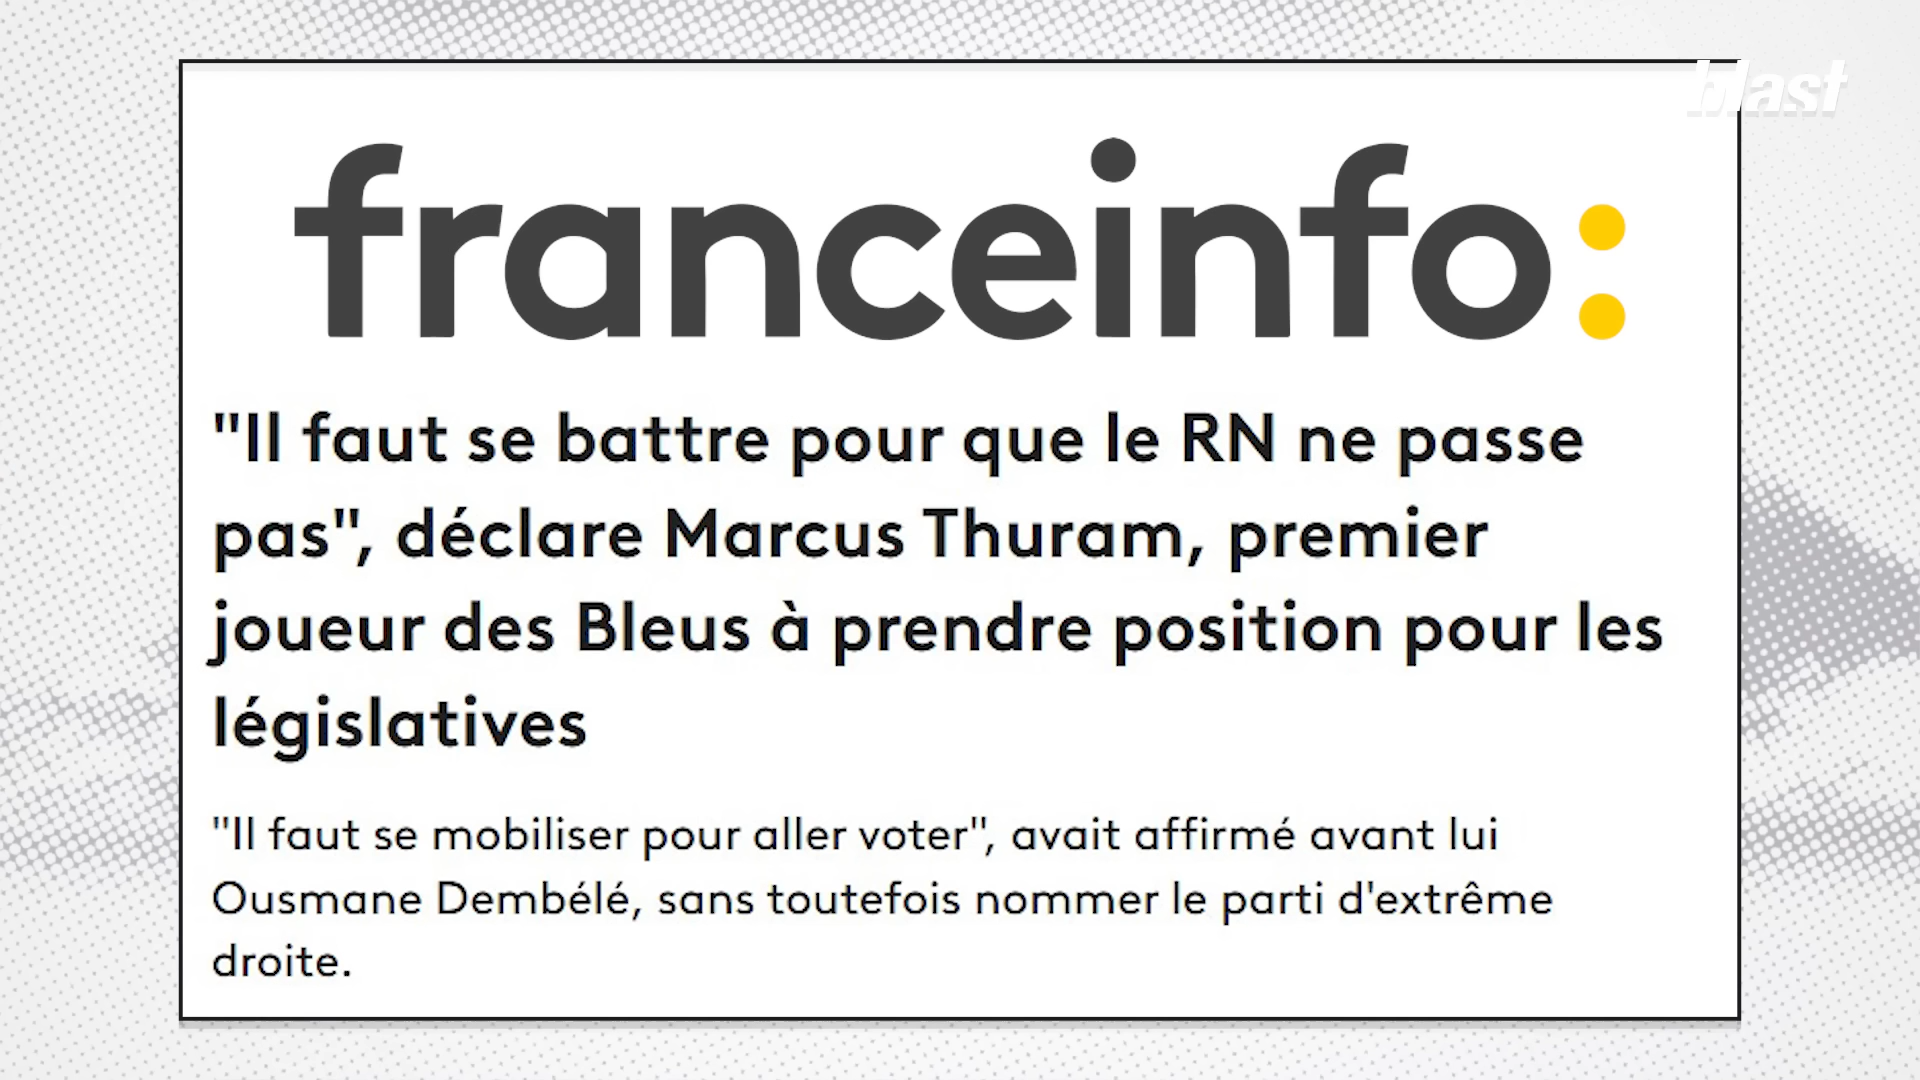 blast
franceinfo:
"Il faut se battre pour que le RN ne passe
pas", déclare Marcus Thuram, premier
joueur des Bleus à prendre position pour les
législatives
"Il faut se mobiliser pour aller voter", avait affirmé avant lui
Ousmane Dembélé, sans toutefois nommer le parti d'extrême
droite.